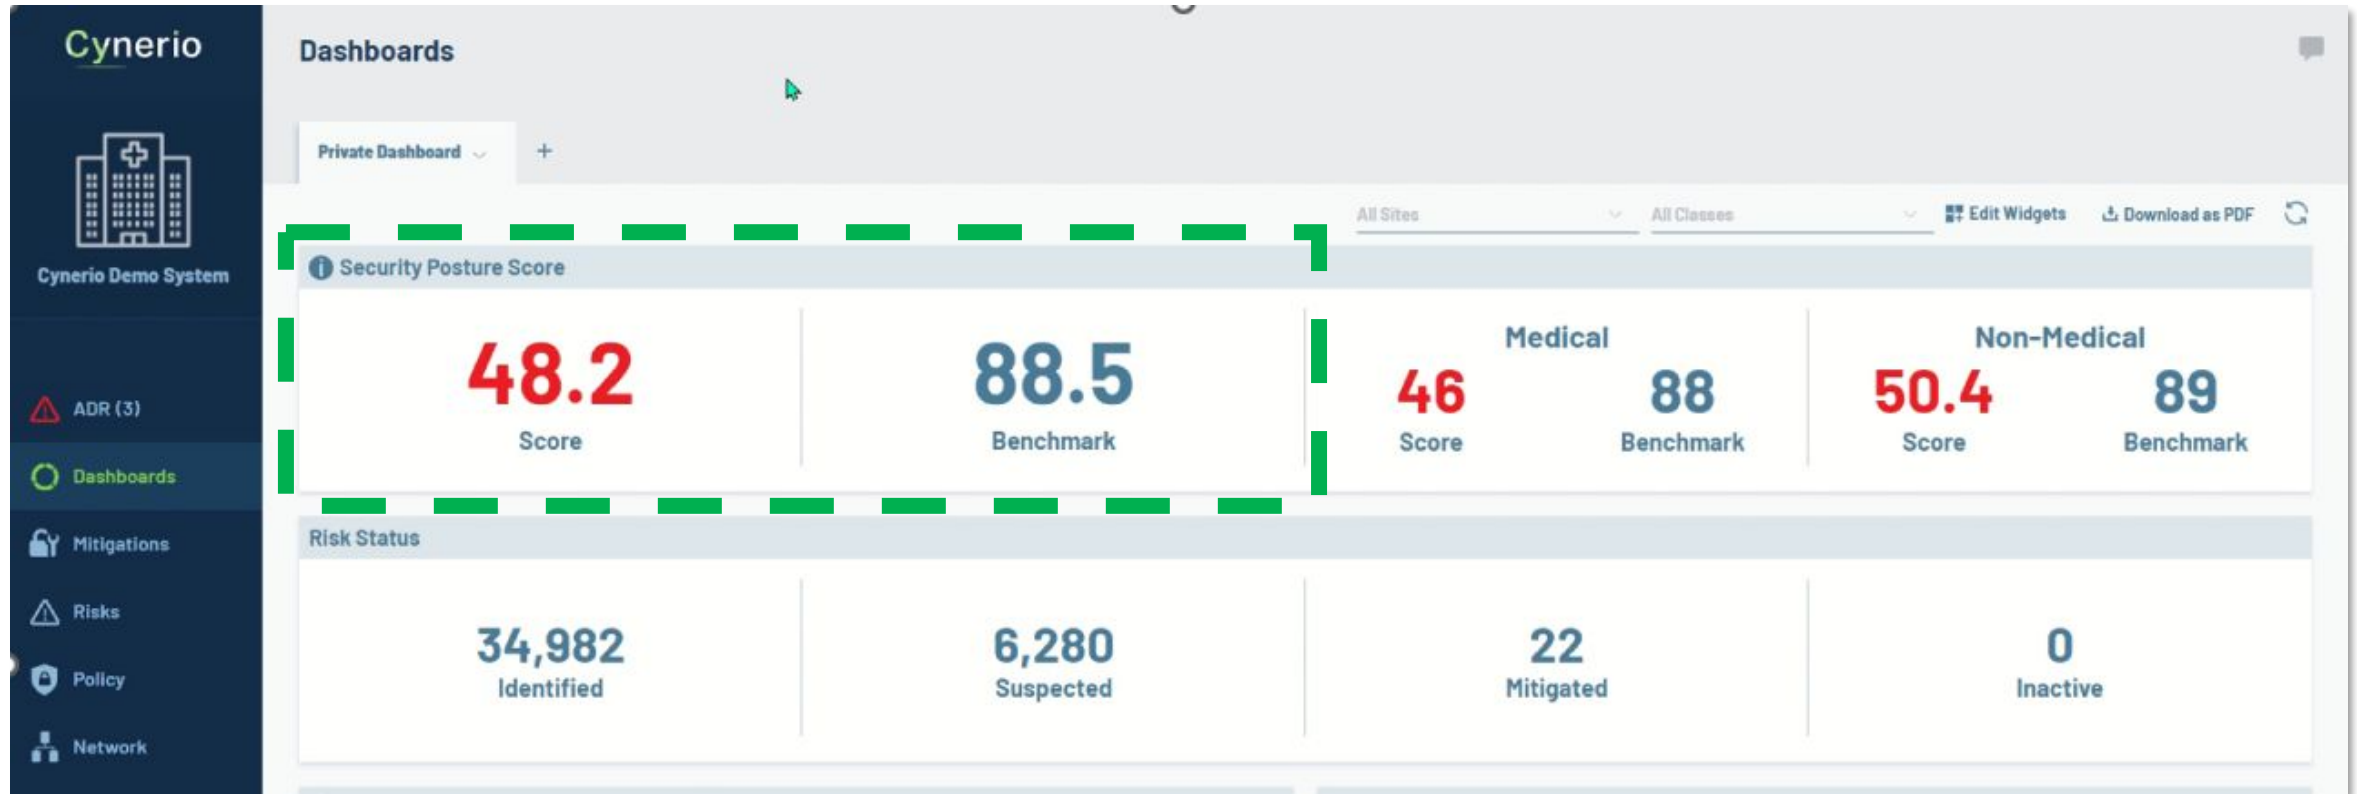 Cynerio
Dashboards
Private Dashboard
+
Cynerio Demo System
All Sites
All Classes
Edit Widgets
Download as PDF
Security Posture Score
48.2
Score
88.5
Benchmark
Medical
46
Score
88
Benchmark
Non-Medical
50.4
Score
89
Benchmark
ADR (3)
Dashboards
Mitigations
Risks
Policy
Network
Risk Status
34,982
Identified
6,280
Suspected
22
Mitigated
0
Inactive